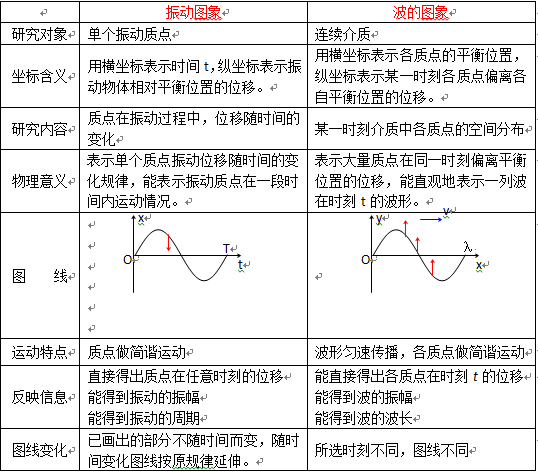 振动图象 波的图象
研究对象 单个振动质点 连续介质
坐标含义
用横坐标表示时间 t，纵坐标表示振
动物体相对平衡位置的位移。
用横坐标表示各质点的平衡位置，
纵坐标表示某一时刻各质点偏离各
自平衡位置的位移。
研究内容
质点在振动过程中，位移随时间的
变化
某一时刻介质中各质点的空间分布
物理意义
表示单个质点振动位移随时间的变
化规律，能表示振动质点在一段时
间内运动情况。
表示大量质点在同一时刻偏离平衡
位置的位移，能直观地表示一列波
在时刻 t 的波形。
图 线
x
O
T
t
y
v
O
λ
x
运动特点 质点做简谐运动 波形匀速传播，各质点做简谐运动
反映信息
直接得出质点在任意时刻的位移
能得到振动的振幅
能得到振动的周期
能直接得出各质点在时刻 t 的位移
能得到波的振幅
能得到波的波长
图线变化
已画出的部分不随时间而变，随时
间变化图线按原规律延伸。
所选时刻不同，图线不同